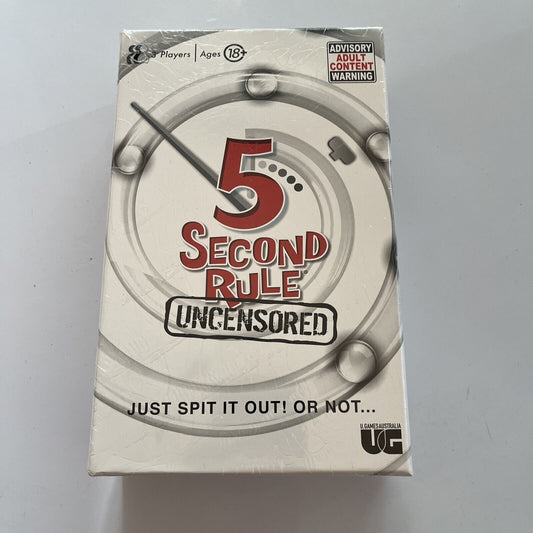 3 Players | Ages 18+
ADVISORY
ADULT
CONTENT
WARNING
5
SECOND
RULE
UNCENSORED
JUST SPIT IT OUT! OR NOT...
U.GAMES AUSTRALIA
UG